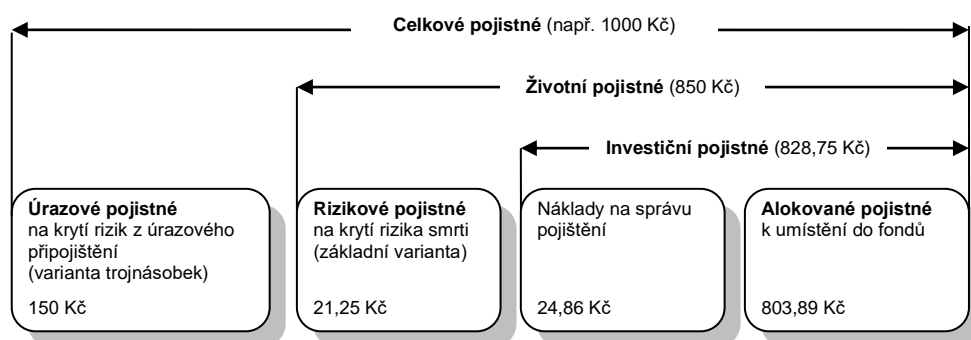 Celkové pojistné (např. 1000 Kč)
Životní pojistné (850 Kč)
Investiční pojistné (828,75 Kč)
Úrazové pojistné
na krytí rizik z úrazového
připojištění
(varianta trojnásobek)
150 Kč
Rizikové pojistné
na krytí rizika smrti
(základní varianta)
21,25 Kč
Náklady na správu
pojištění
24,86 Kč
Alokované pojistné
k umístění do fondů
803,89 Kč